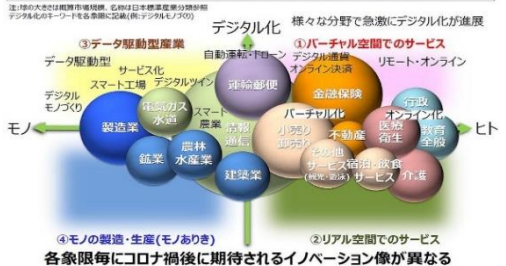 注:球の大きさは概算市場規模、名称は日本標準産業分類参照
デジタル化のキーワードを各象限に記載(例:デジタルモノづくり)
デジタル化
様々な分野で急激にデジタル化が進展
③データ駆動型産業
①バーチャル空間でのサービス
自動運転・ドローン
デジタル通貨
オンライン決済
リモート・オンライン
データ駆動型
サービス化
スマート工場
デジタルツイン
運輸郵便
金融保険
デジタル
モノづくり
電気ガス
水道
スマート
農業
バーチャル化
行政
オンライン化
モノ
製造業
情報
通信
小売り
卸売り
不動産
医療
衛生
教育
全般
ヒト
鉱業
農林
水産業
建築業
その他
サービス
(観光・娯楽)
宿泊・飲食
サービス
介護
④モノの製造・生産(モノありき)
②リアル空間でのサービス
各象限毎にコロナ禍後に期待されるイノベーション像が異なる